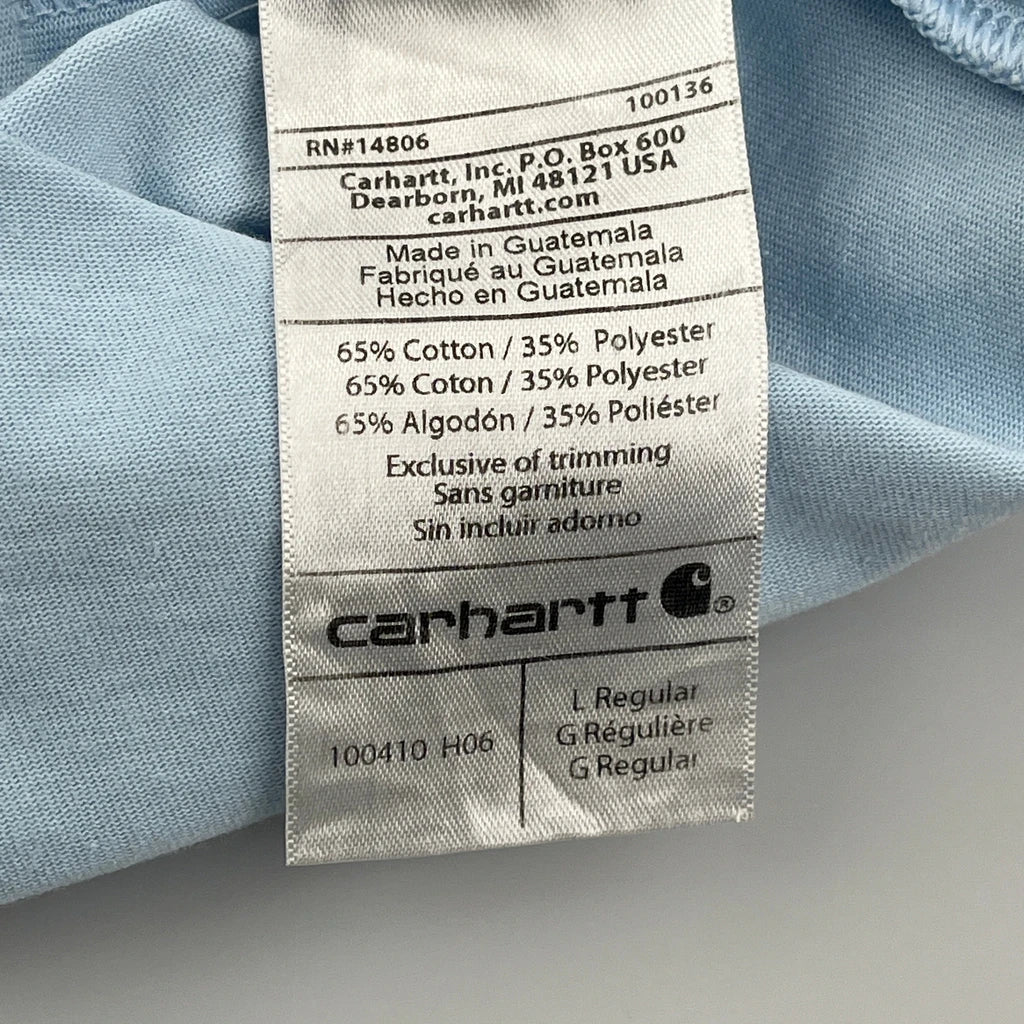 100136
RN#14806
Carhartt, Inc. P.O. Box 600
Dearborn, MI 48121 USA
carhartt.com
Made in Guatemala
Fabriqué au Guatemala
Hecho en Guatemala
65% Cotton / 35% Polyester
65% Coton / 35% Polyester
65% Algodón / 35% Poliéster
Exclusive of trimming
Sans garniture
Sin incluir adorno
carhartt ®
100410 H06
L Regular
G Régulière
G Regular